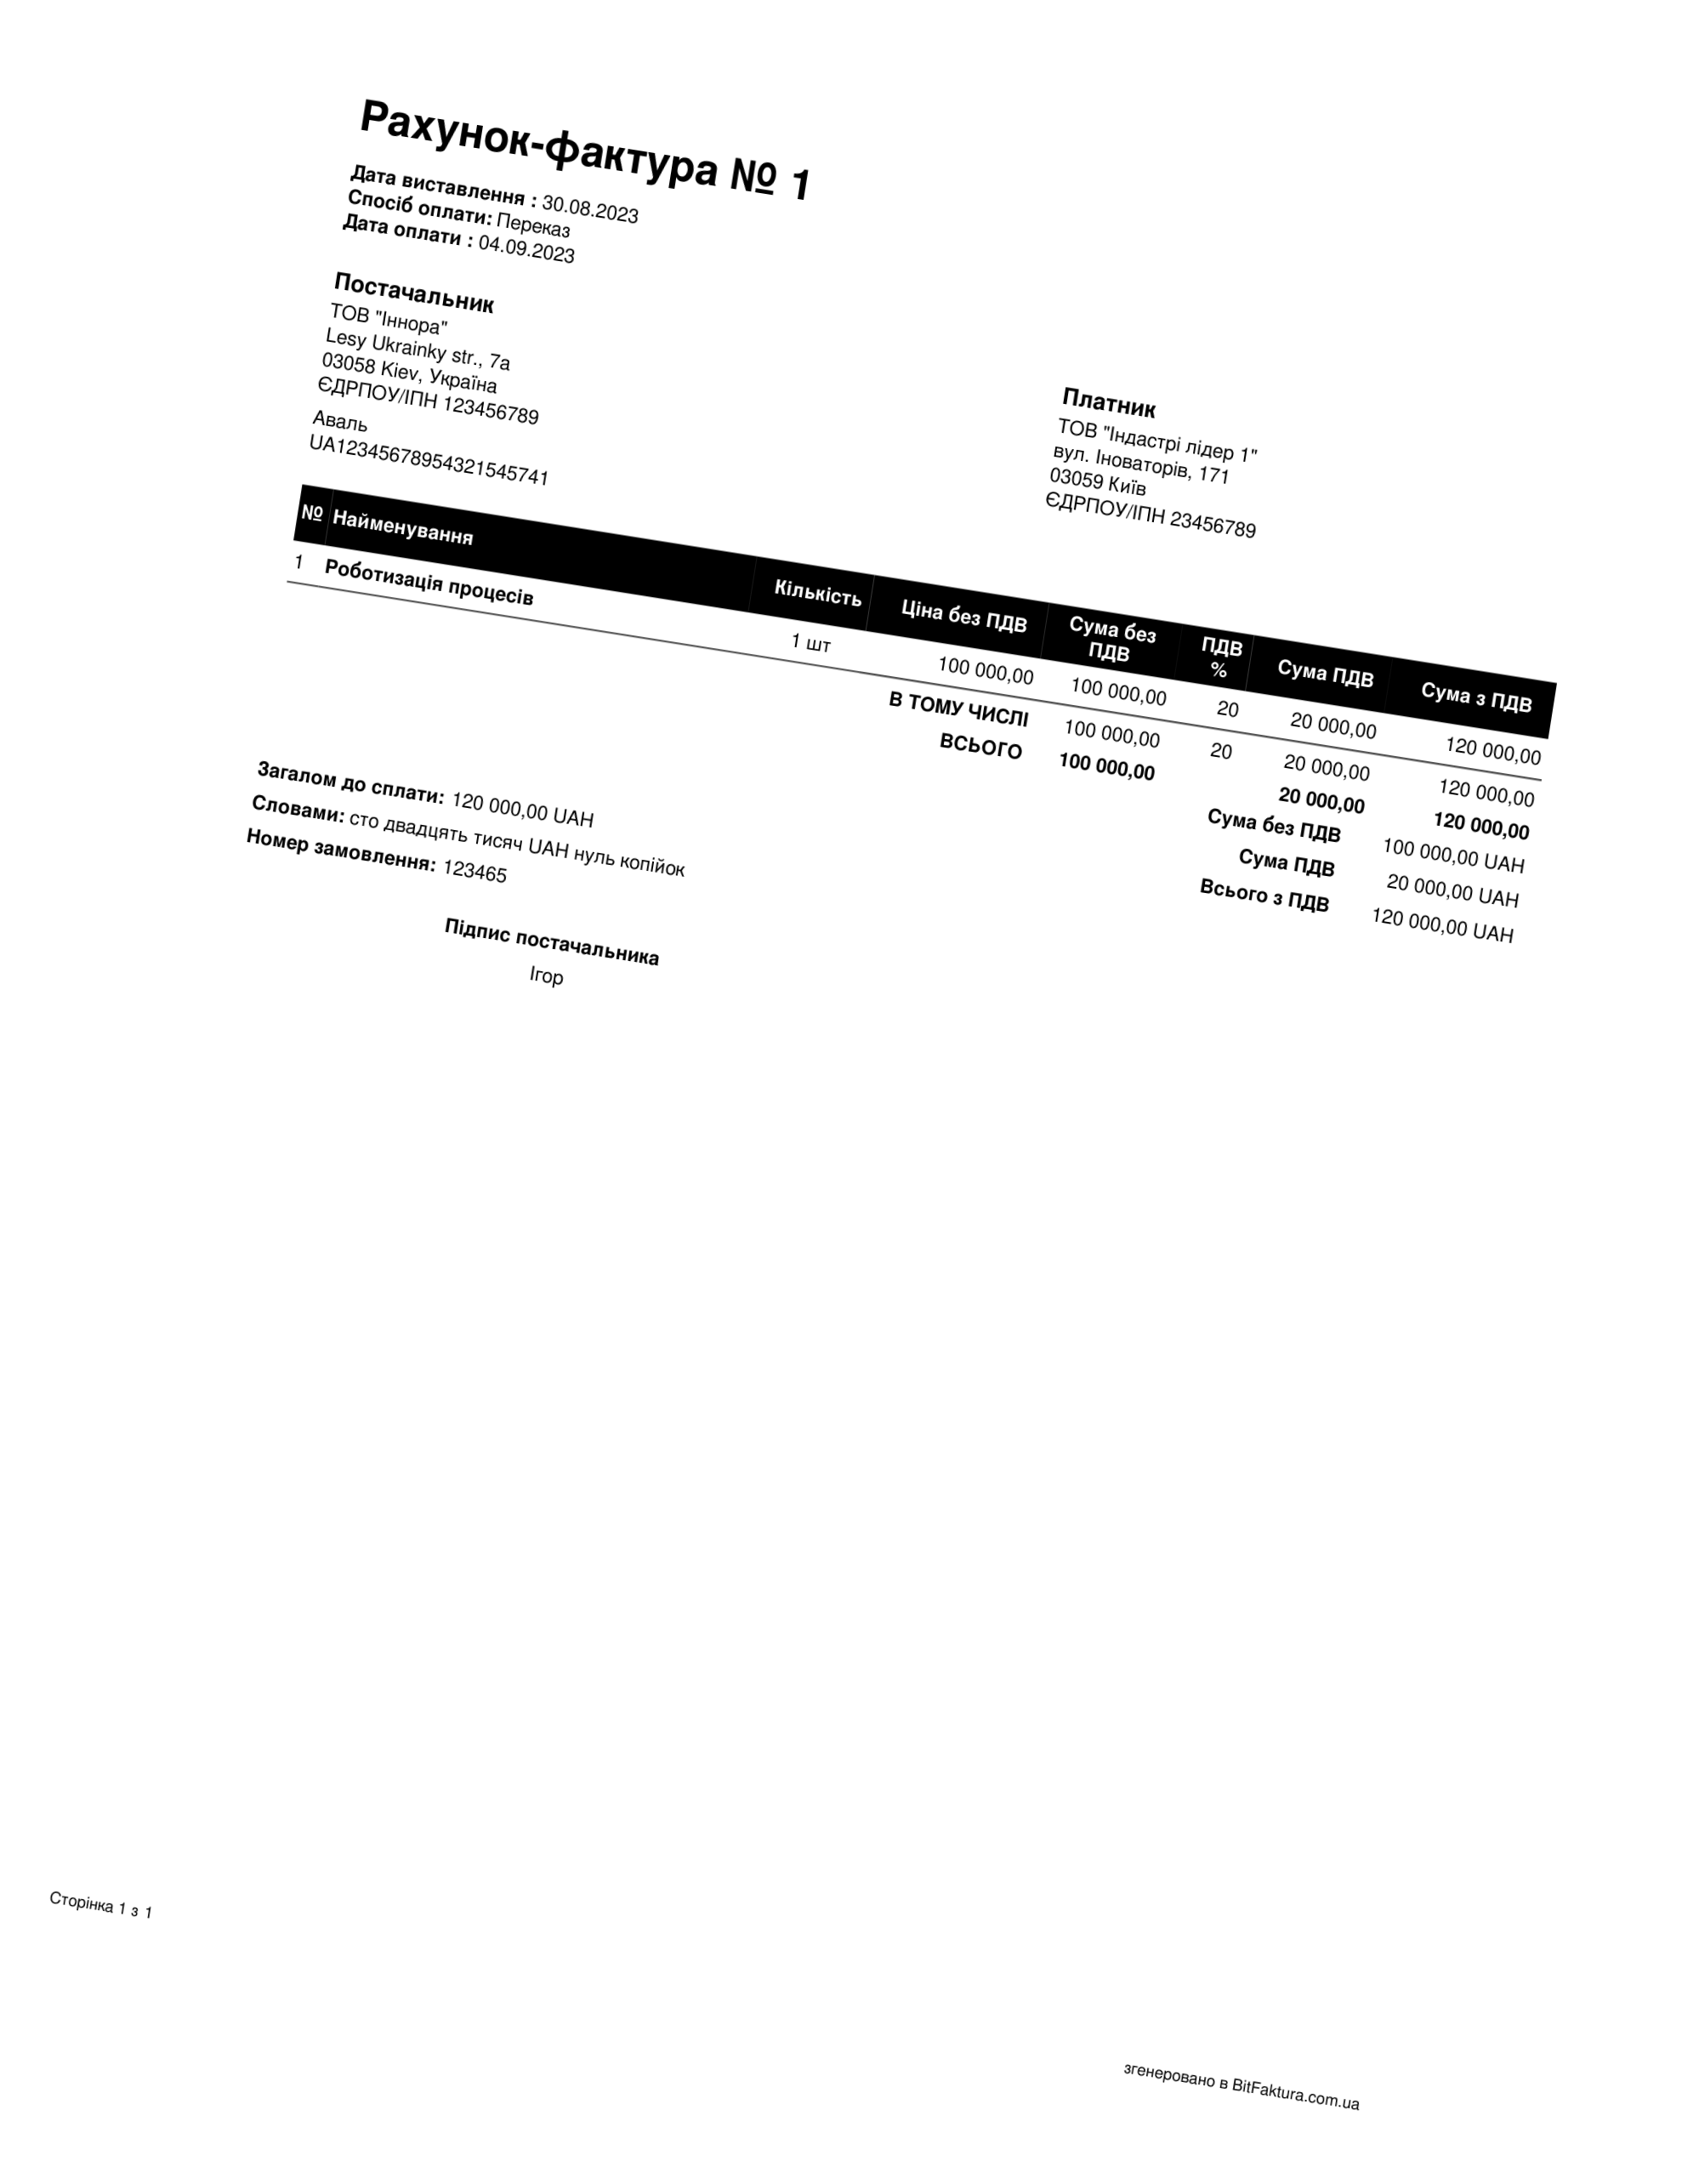 Рахунок-фактура № 1
Дата виставлення : 30.08.2023
Спосіб оплати: Переказ
Дата оплати : 04.09.2023
Постачальник
ТОВ "Іннора"
Lesy Ukrainky str., 7a
03058 Kiev, Україна
ЄДРПОУ/ІПН 123456789
Аваль
UA12345678954321545741
Платник
ТОВ "Індастрі лідер 1"
вул. Іноваторів, 171
03059 Київ
ЄДРПОУ/ІПН 23456789
№ Найменування Кількість Ціна без ПДВ Сума без ПДВ ПДВ % Сума ПДВ Сума з ПДВ
1 Роботизація процесів 1 шт 100 000,00 100 000,00 20 20 000,00 120 000,00
В ТОМУ ЧИСЛІ 100 000,00 20 20 000,00 120 000,00
ВСЬОГО 100 000,00 20 000,00 120 000,00
Сума без ПДВ 100 000,00 UAH
Сума ПДВ 20 000,00 UAH
Всього з ПДВ 120 000,00 UAH
Загалом до сплати: 120 000,00 UAH
Словами: сто двадцять тисяч UAH нуль копійок
Номер замовлення: 123465
Підпис постачальника
Ігор
Сторінка 1 з 1
згенеровано в BitFaktura.com.ua